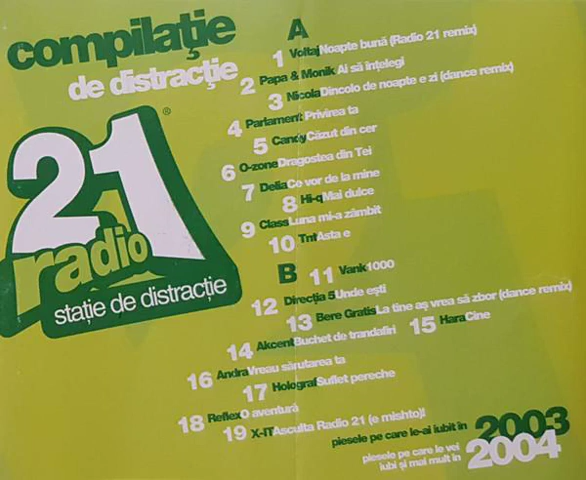 compilație
de distracție
21
®
radio
stație de distracție
A
1 Voltaj Noapte bună (Radio 21 remix)
2 Papa & Monik Ai să înțelegi
3 Nicola Dincolo de noapte e zi (dance remix)
4 Parlament Privirea ta
5 Candy Căzut din cer
6 O-zone Dragostea din Tei
7 Delia Ce vor de la mine
8 Hi-q Mai dulce
9 Class Luna mi-a zâmbit
10 Tnt Asta e
B
11 Vank 1000
12 Direcția 5 Unde ești
13 Bere Gratis La tine aș vrea să zbor (dance remix)
14 Akcent Buchet de trandafiri
15 Hara Cine
16 Andra Vreau sărutarea ta
17 Holograf Suflet pereche
18 Reflex O aventură
19 X-IT Asculta Radio 21 (e mishto)!
piesele pe care le-ai iubit în 2003
piesele pe care le vei
iubi și mai mult în 2004